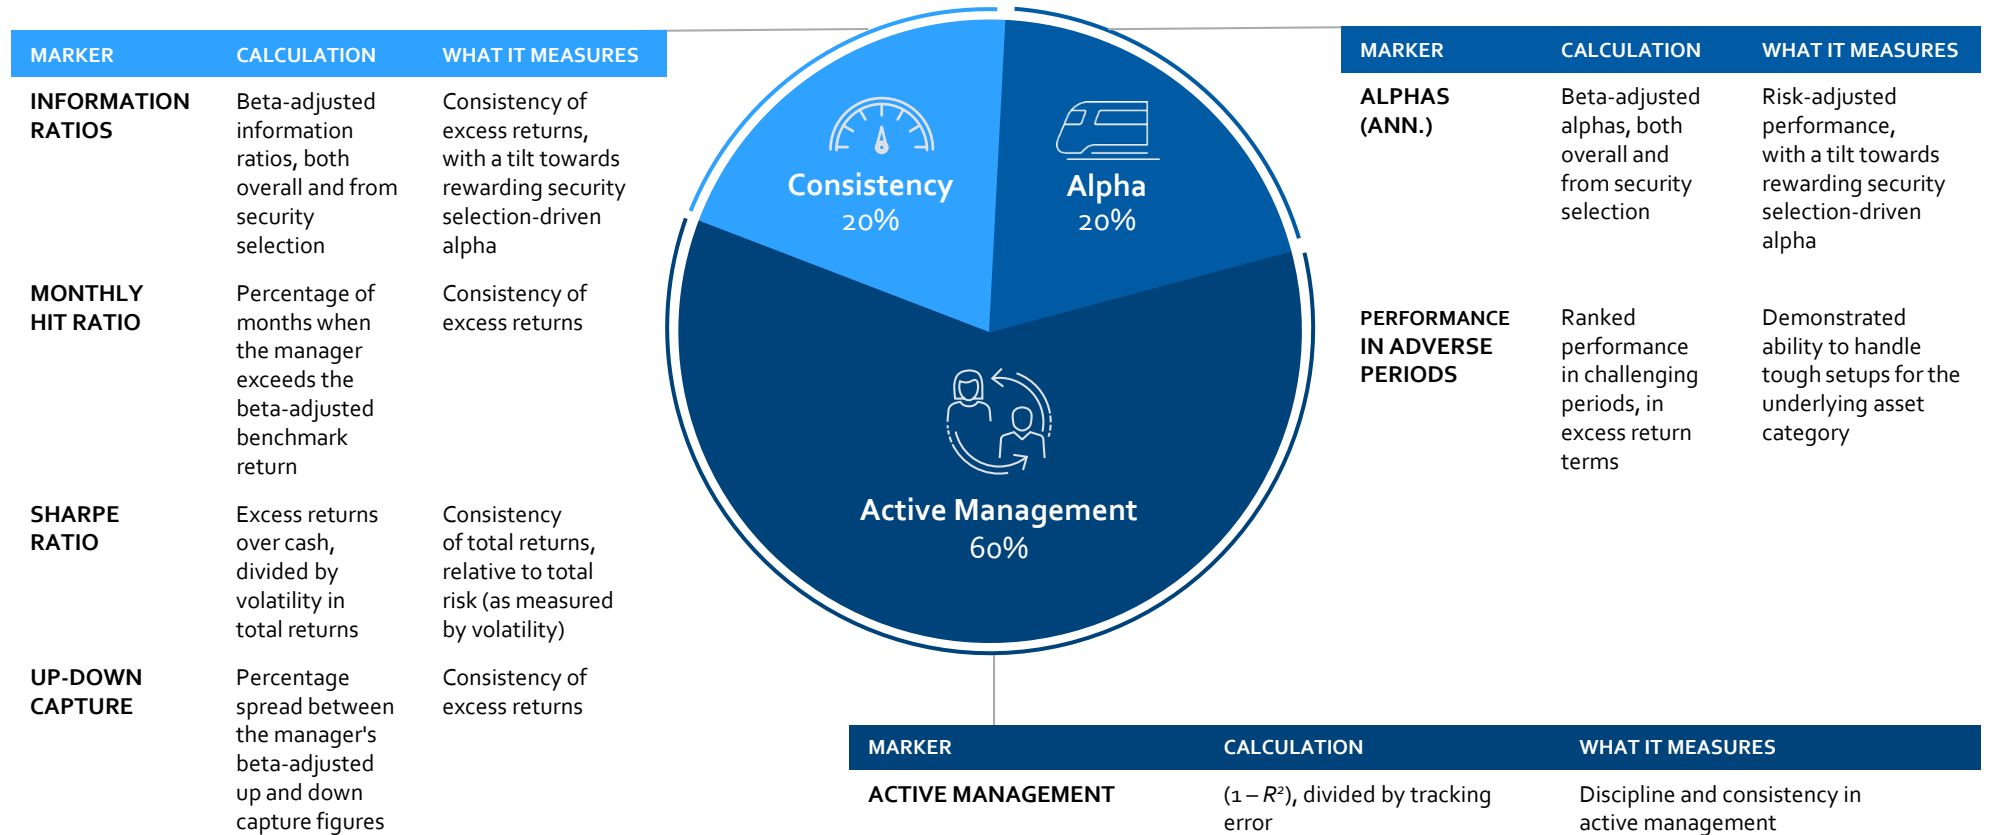 MARKER CALCULATION WHAT IT MEASURES
INFORMATION RATIOS
Beta-adjusted
information
ratios, both
overall and from
security
selection
Consistency of
excess returns,
with a tilt towards
rewarding security
selection-driven
alpha
MONTHLY
HIT RATIO
Percentage of
months when
the manager
exceeds the
beta-adjusted
benchmark
return
Consistency of
excess returns
SHARPE
RATIO
Excess returns
over cash,
divided by
volatility in
total returns
Consistency
of total returns,
relative to total
risk (as measured
by volatility)
UP-DOWN
CAPTURE
Percentage
spread between
the manager's
beta-adjusted
up and down
capture figures
Consistency of
excess returns
Consistency
20%
Alpha
20%
Active Management
60%
MARKER CALCULATION WHAT IT MEASURES
ALPHAS
(ANN.)
Beta-adjusted
alphas, both
overall and
from security
selection
Risk-adjusted
performance,
with a tilt towards
rewarding security
selection-driven
alpha
PERFORMANCE
IN ADVERSE
PERIODS
Ranked
performance
in challenging
periods, in
excess return
terms
Demonstrated
ability to handle
tough setups for the
underlying asset
category
MARKER CALCULATION WHAT IT MEASURES
ACTIVE MANAGEMENT
(1 – R²), divided by tracking
error
Discipline and consistency in
active management